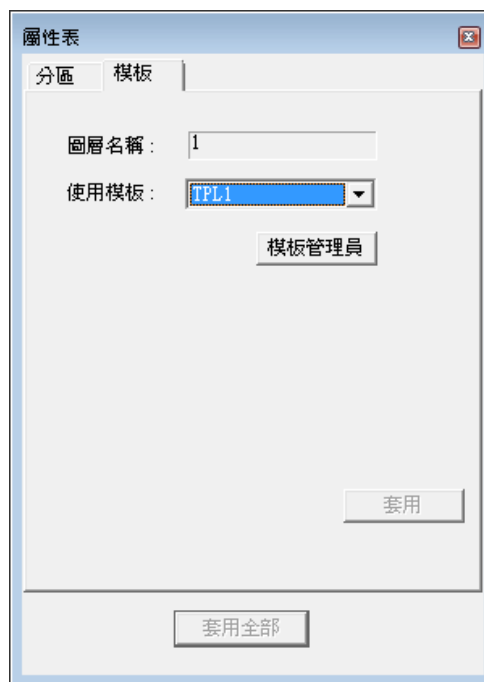 屬性表
分區 模板
圖層名稱： 1
使用模板： TPL1
模板管理員
套用
套用全部